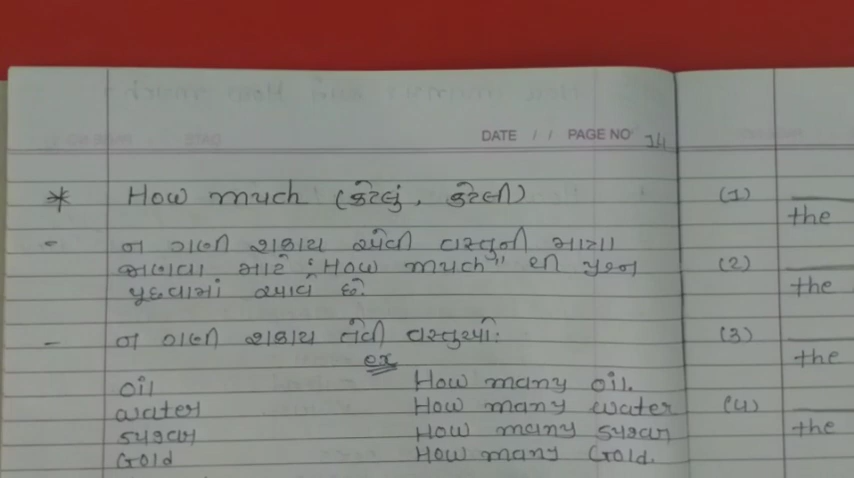 DATE / / PAGE NO 14
* How much (કેટલું, કેટલી)
- ન ગણી શકાય એવી વસ્તુની માત્રા
જાણવા માટે "How much" થી પ્રશ્ન
પૂછવામાં આવે છે.
- ન ગણી શકાય તેવી વસ્તુઓ:
ex
oil How many oil.
water How many water
sugar How many sugar
Gold How many Gold.
(1)
the
(2)
the
(3)
the
(4)
the